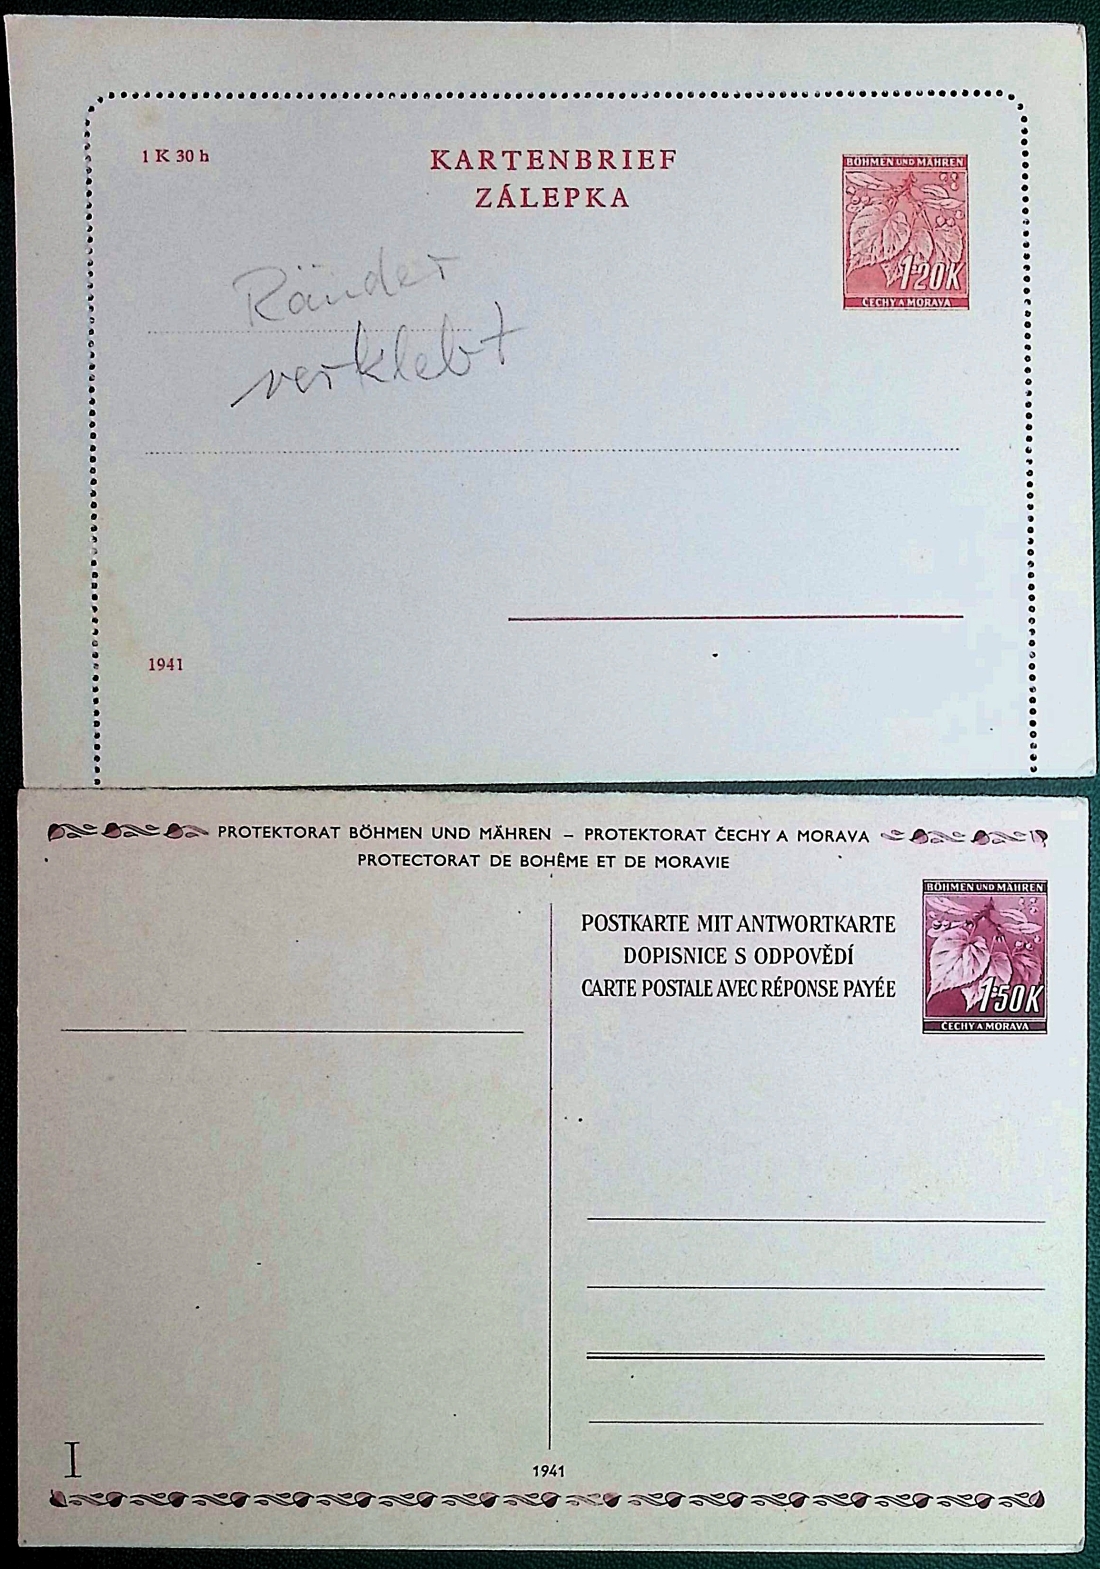 1 K 30 h
KARTENBRIEF
ZÁLEPKA
BÖHMEN UND MÄHREN
1·20K
ČECHY A MORAVA
Ränder
verklebt
1941
PROTEKTORAT BÖHMEN UND MÄHREN – PROTEKTORAT ČECHY A MORAVA
PROTECTORAT DE BOHÊME ET DE MORAVIE
BÖHMEN UND MÄHREN
1·50K
ČECHY A MORAVA
POSTKARTE MIT ANTWORTKARTE
DOPISNICE S ODPOVĚDÍ
CARTE POSTALE AVEC RÉPONSE PAYÉE
I
1941